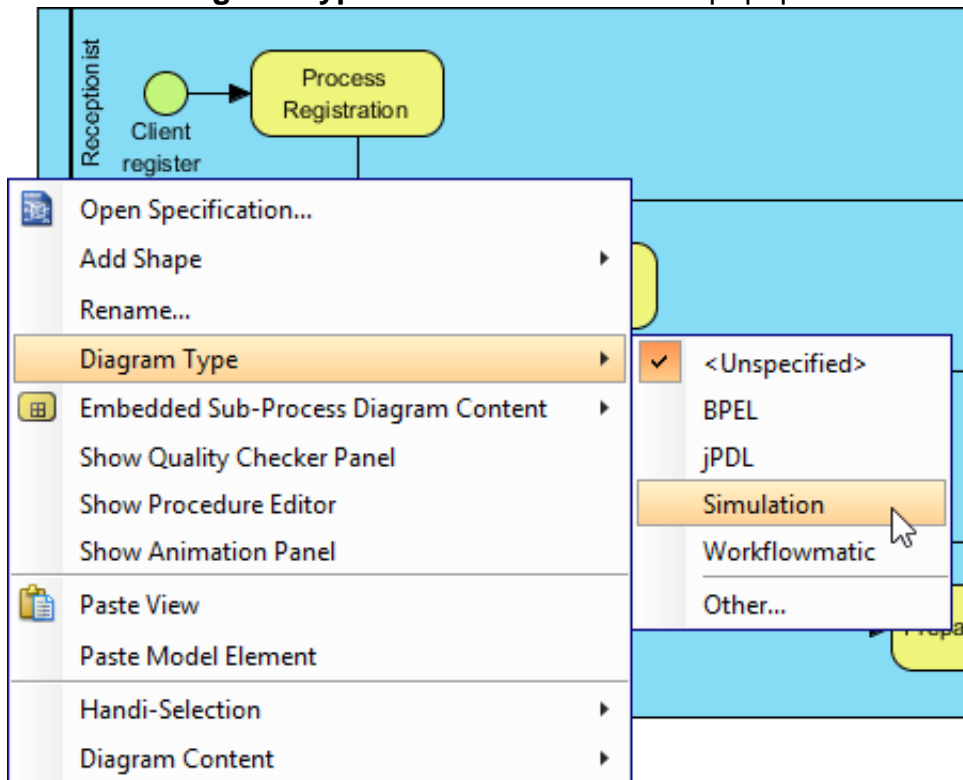 Receptionist
Process
Registration
Client
register
Open Specification...
Add Shape
Rename...
Diagram Type
<Unspecified>
Embedded Sub-Process Diagram Content
BPEL
Show Quality Checker Panel
jPDL
Show Procedure Editor
Simulation
Show Animation Panel
Workflowmatic
Paste View
Other...
Paste Model Element
Handi-Selection
Diagram Content